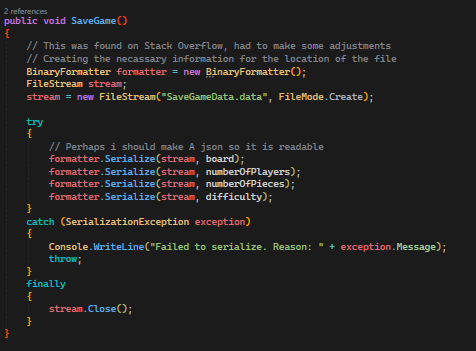 2 references
public void SaveGame()
{
// This was found on Stack Overflow, had to make some adjustments
// Creating the necassary information for the location of the file
BinaryFormatter formatter = new BinaryFormatter();
FileStream stream;
stream = new FileStream("SaveGameData.data", FileMode.Create);
try
{
// Perhaps i should make A json so it is readable
formatter.Serialize(stream, board);
formatter.Serialize(stream, numberOfPlayers);
formatter.Serialize(stream, numberOfPieces);
formatter.Serialize(stream, difficulty);
}
catch (SerializationException exception)
{
Console.WriteLine("Failed to serialize. Reason: " + exception.Message);
throw;
}
finally
{
stream.Close();
}
}